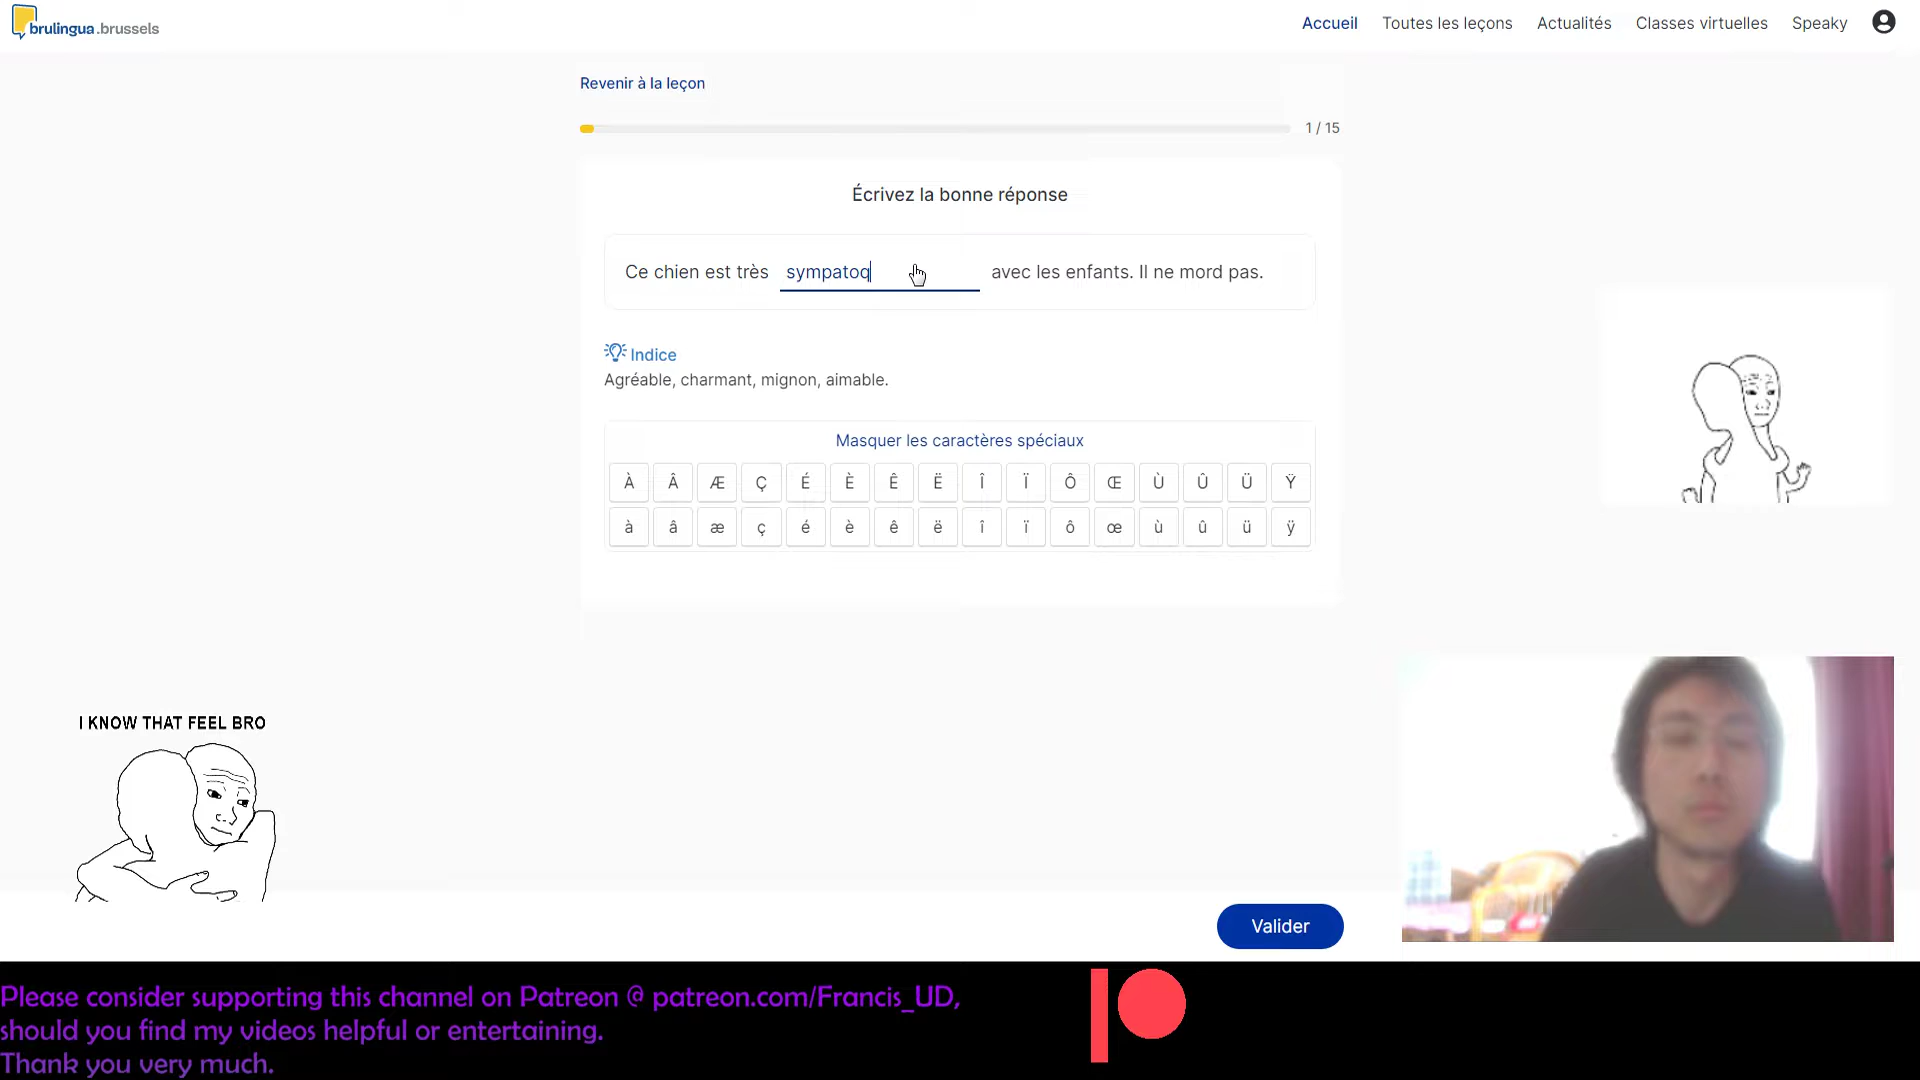 brulingua.brussels
Accueil
Toutes les leçons
Actualités
Classes virtuelles
Speaky
Revenir à la leçon
1 / 15
Écrivez la bonne réponse
Ce chien est très sympatoq avec les enfants. Il ne mord pas.
Indice
Agréable, charmant, mignon, aimable.
Masquer les caractères spéciaux
À Â Æ Ç É È Ê Ë Î Ï Ô Œ Ù Û Ü Ÿ
à â æ ç é è ê ë î ï ô œ ù û ü ÿ
I KNOW THAT FEEL BRO
Valider
Please consider supporting this channel on Patreon @ patreon.com/Francis_UD,
should you find my videos helpful or entertaining.
Thank you very much.